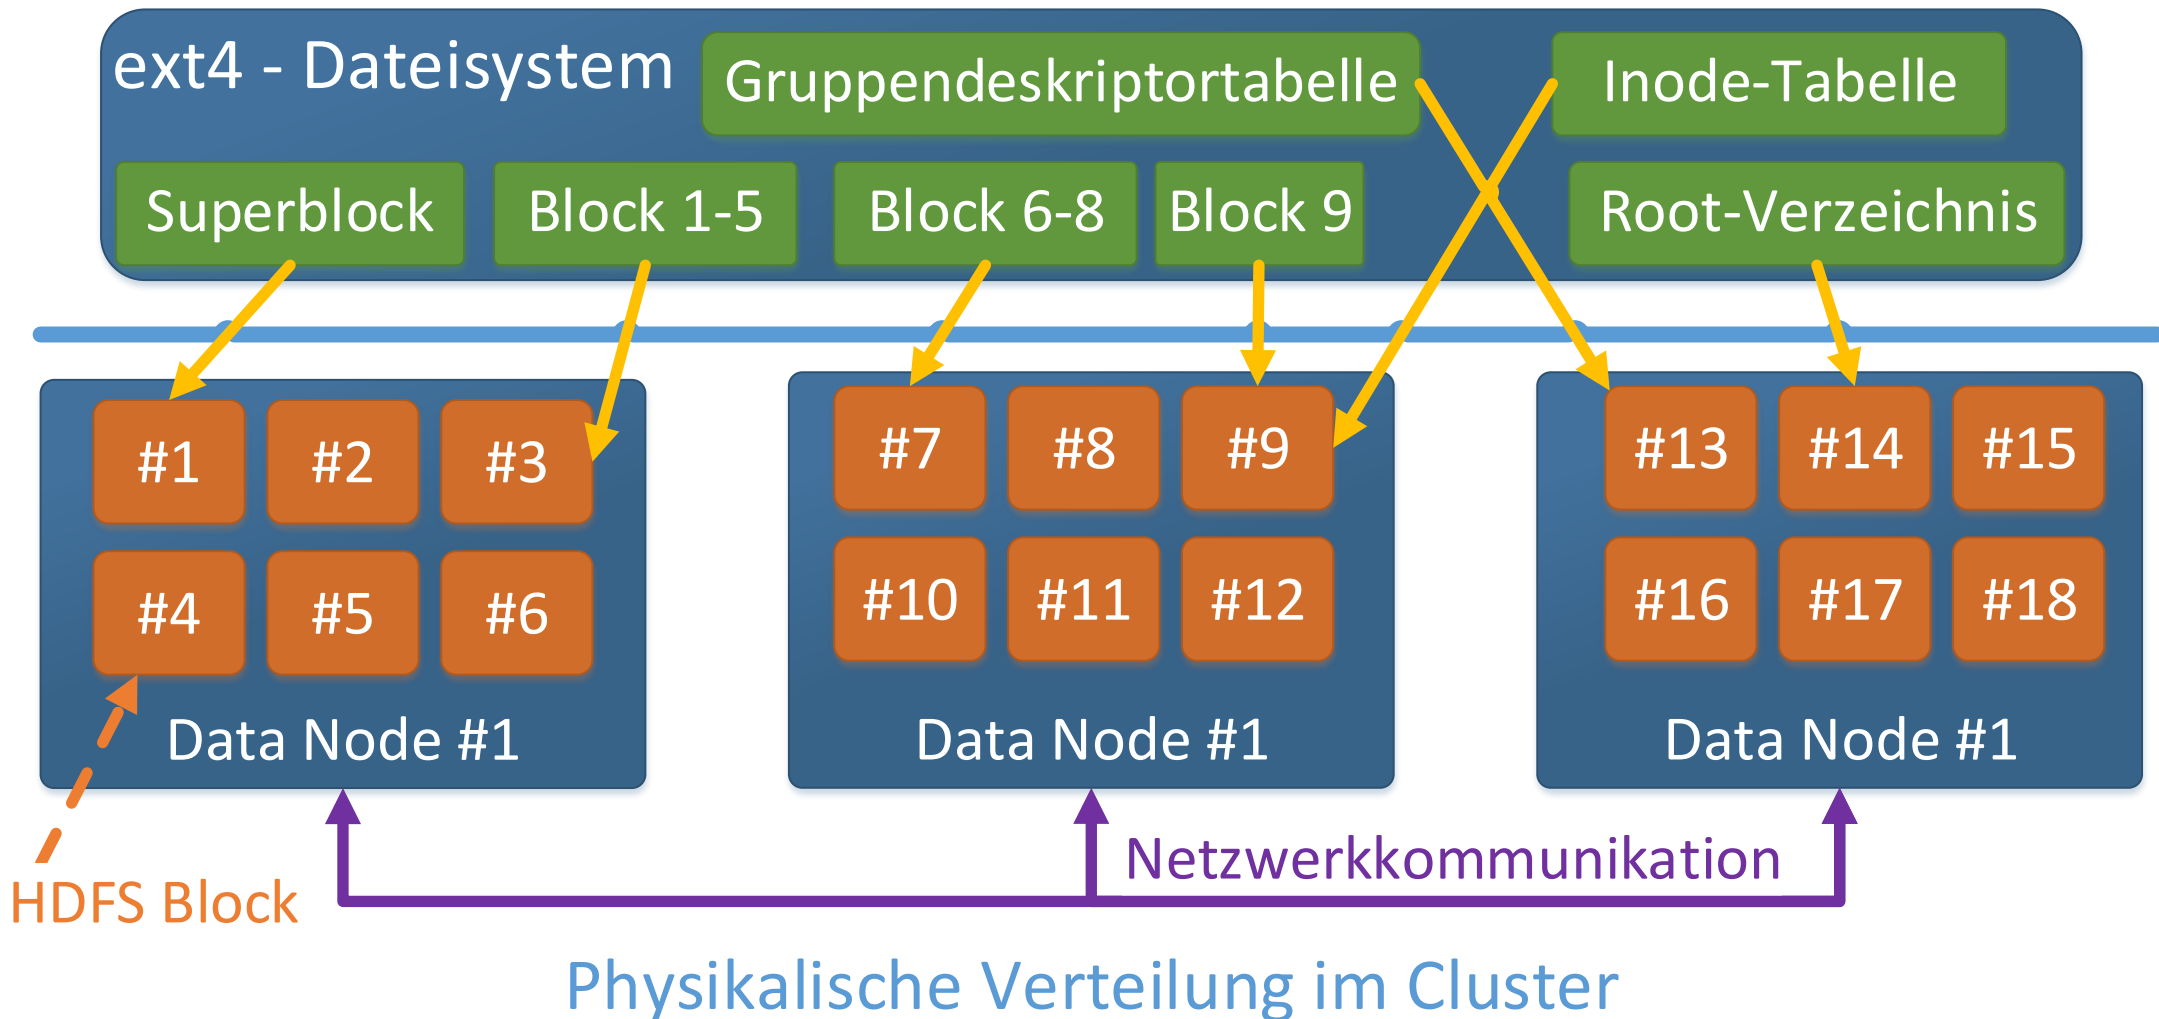 ext4 - Dateisystem
Gruppendeskriptortabelle
Inode-Tabelle
Superblock
Block 1-5
Block 6-8
Block 9
Root-Verzeichnis
#1 #2 #3
#4 #5 #6
Data Node #1
#7 #8 #9
#10 #11 #12
Data Node #1
#13 #14 #15
#16 #17 #18
Data Node #1
Netzwerkkommunikation
HDFS Block
Physikalische Verteilung im Cluster